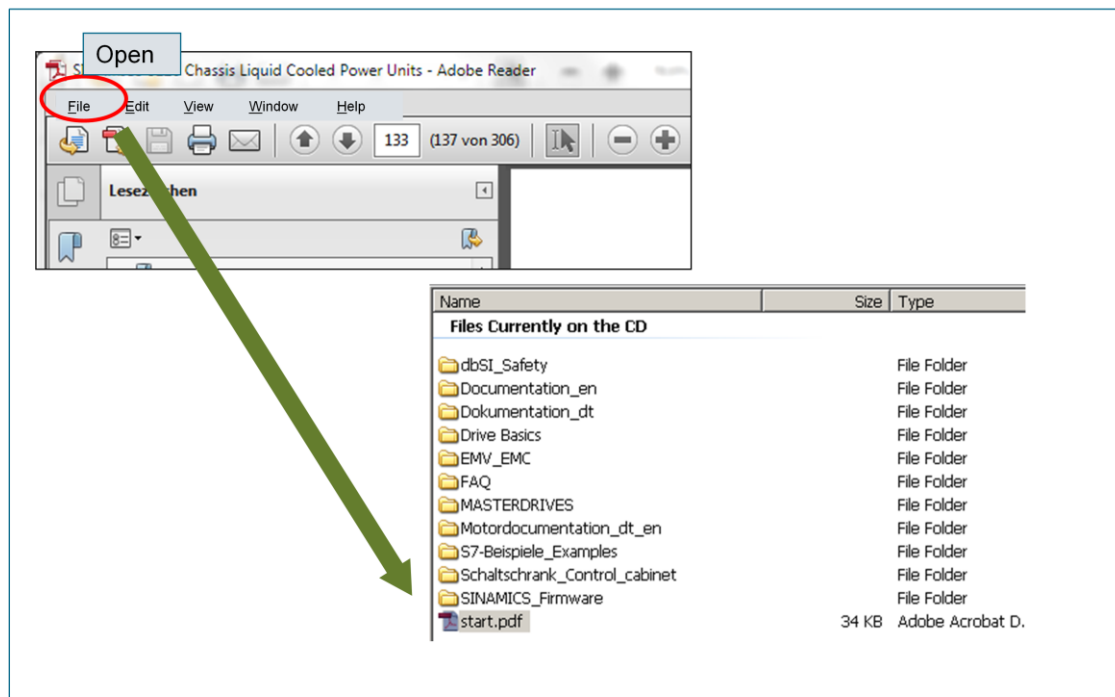 Open
Chassis Liquid Cooled Power Units - Adobe Reader
File Edit View Window Help
133 (137 von 306)
Name Size Type
Files Currently on the CD
dbSI_Safety File Folder
Documentation_en File Folder
Dokumentation_dt File Folder
Drive Basics File Folder
EMV_EMC File Folder
FAQ File Folder
MASTERDRIVES File Folder
Motordocumentation_dt_en File Folder
S7-Beispiele_Examples File Folder
Schaltschrank_Control_cabinet File Folder
SINAMICS_Firmware File Folder
start.pdf 34 KB Adobe Acrobat D.